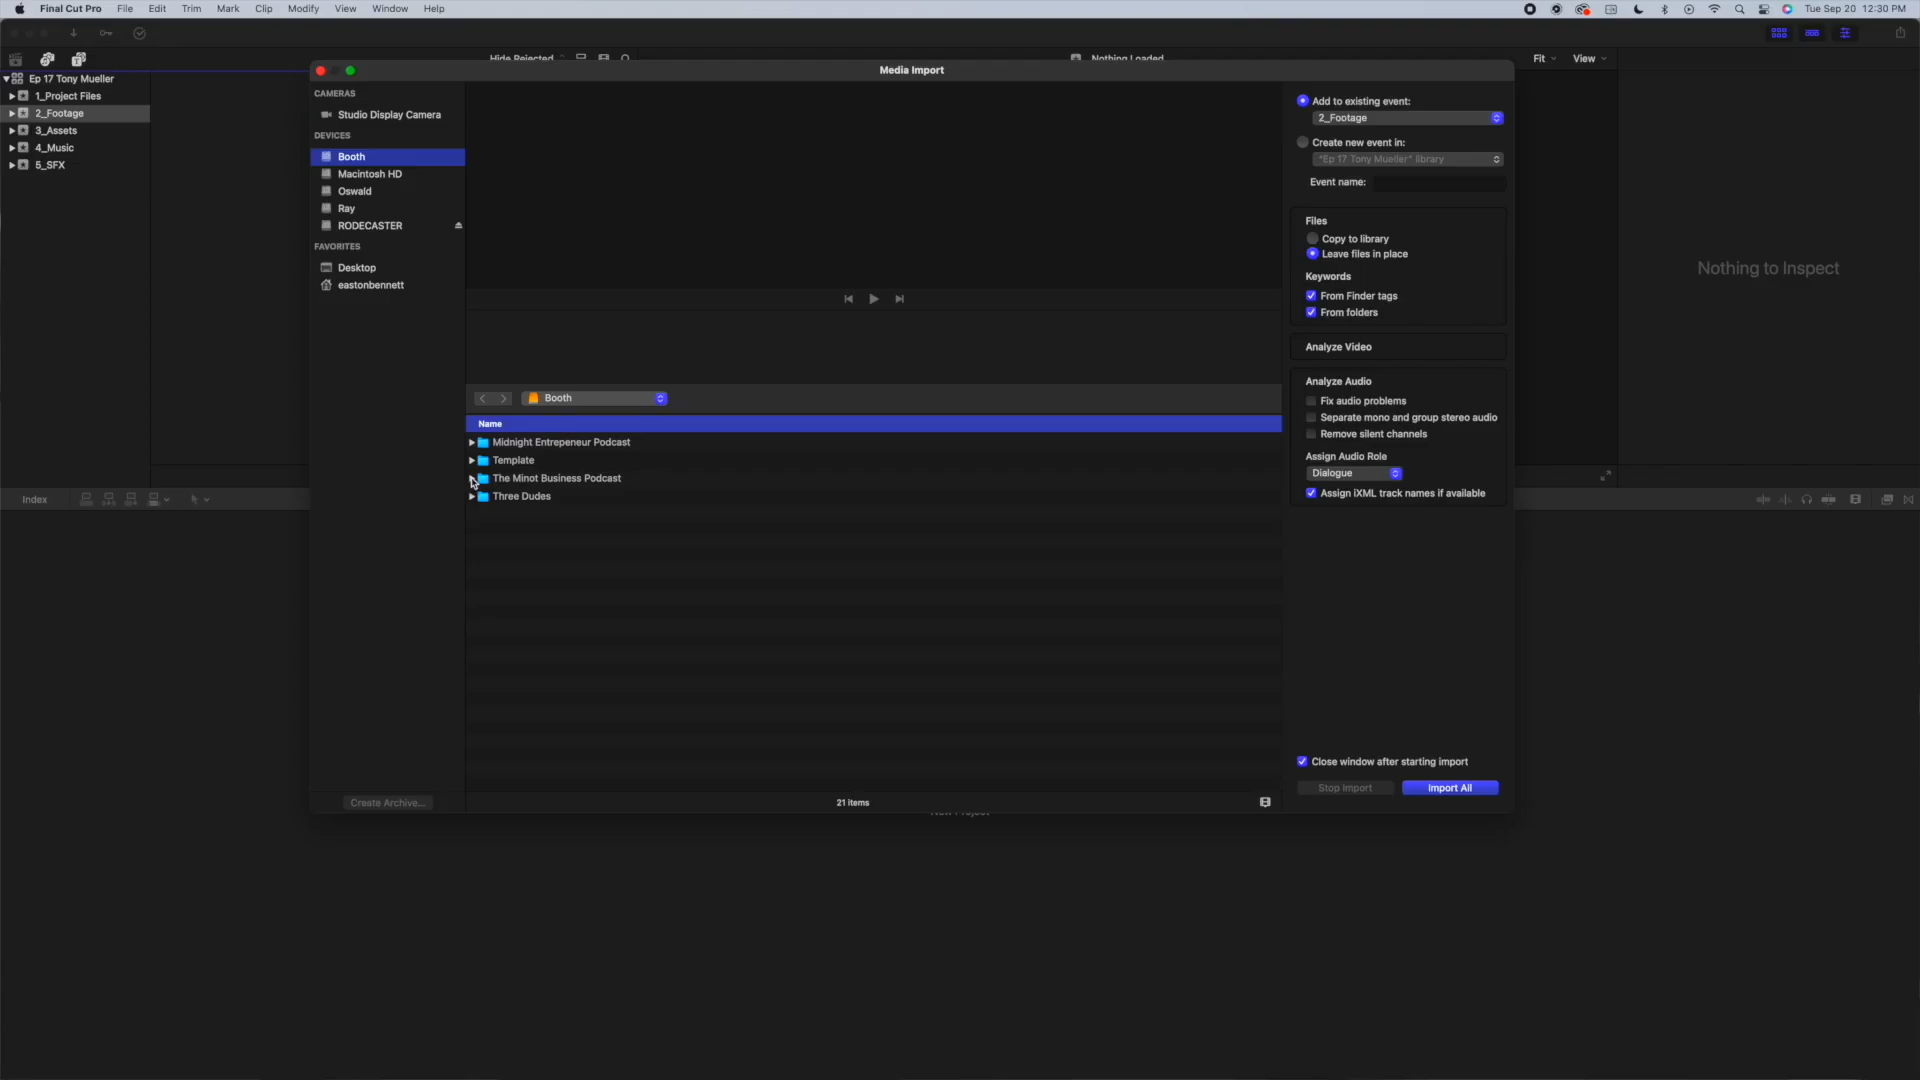 Final Cut Pro File Edit Trim Mark Clip Modify View Window Help
Tue Sep 20 12:30 PM
Hide Rejected
Nothing Loaded
Fit
View
Ep 17 Tony Mueller
1_Project Files
2_Footage
3_Assets
4_Music
5_SFX
Index
Media Import
CAMERAS
Studio Display Camera
DEVICES
Booth
Macintosh HD
Oswald
Ray
RODECASTER
FAVORITES
Desktop
eastonbennett
Create Archive...
Booth
Name
Midnight Entrepeneur Podcast
Template
The Minot Business Podcast
Three Dudes
21 items
Add to existing event:
2_Footage
Create new event in:
"Ep 17 Tony Mueller" library
Event name:
Files
Copy to library
Leave files in place
Keywords
From Finder tags
From folders
Analyze Video
Analyze Audio
Fix audio problems
Separate mono and group stereo audio
Remove silent channels
Assign Audio Role
Dialogue
Assign iXML track names if available
Close window after starting import
Stop Import
Import All
Nothing to Inspect
New Project